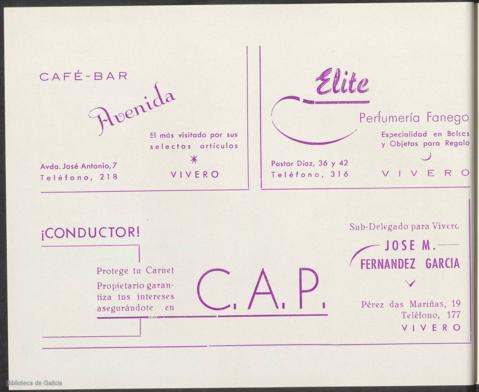 CAFÉ-BAR
Avenida
El más visitado por sus
selectos artículos
Avda. José Antonio, 7
Teléfono, 218
VIVERO
Elite
Perfumería Fanego
Especialidad en Bolsos
y Objetos para Regalo
Pastor Díaz, 36 y 42
Teléfono, 316
VIVERO
¡CONDUCTOR!
Protege tu Carnet
Propietario garan-
tiza tus intereses
asegurándote en
C.A.P.
Sub-Delegado para Vivero
JOSE M.
FERNANDEZ GARCIA
Pérez das Mariñas, 19
Teléfono, 177
VIVERO
Biblioteca de Galicia